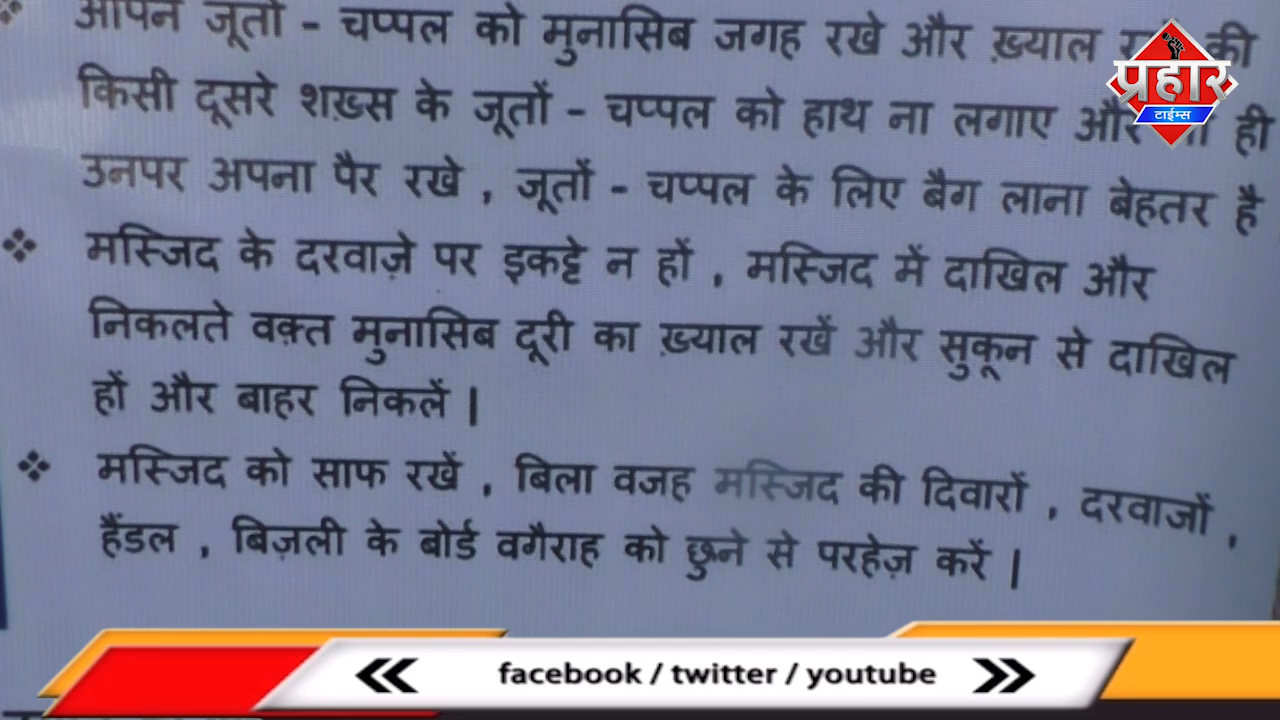 आपने जूतों - चप्पल को मुनासिब जगह रखे और ख़्याल की
किसी दूसरे शख़्स के जूतों - चप्पल को हाथ ना लगाए और ही
उनपर अपना पैर रखे , जूतों - चप्पल के लिए बैग लाना बेहतर है
❖ मस्जिद के दरवाज़े पर इकट्टे न हों , मस्जिद में दाखिल और
निकलते वक़्त मुनासिब दूरी का ख़्याल रखें और सुकून से दाखिल
हों और बाहर निकलें |
❖ मस्जिद को साफ रखें , बिला वजह मस्जिद की दिवारों , दरवाजों ,
हैंडल , बिज़ली के बोर्ड वगैराह को छुने से परहेज़ करें |
प्रहार
टाईम्स
facebook / twitter / youtube